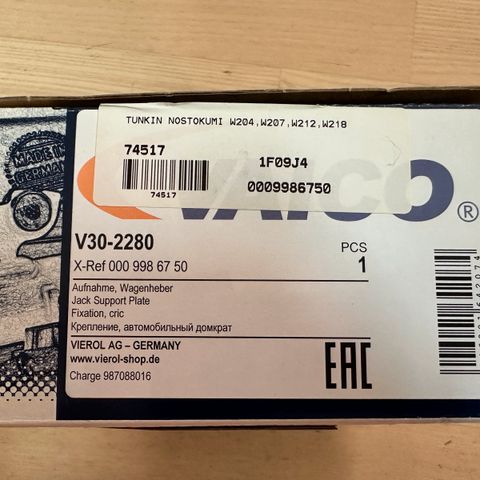 TUNKIN NOSTOKUMI W204,W207,W212,W218
74517
1F09J4
74517
0009986750
MADE IN GERMANY
VAICO®
V30-2280
PCS
X-Ref 000 998 67 50
1
Aufnahme, Wagenheber
Jack Support Plate
Fixation, cric
Крепление, автомобильный домкрат
VIEROL AG – GERMANY
www.vierol-shop.de
Charge 987088016
EAC